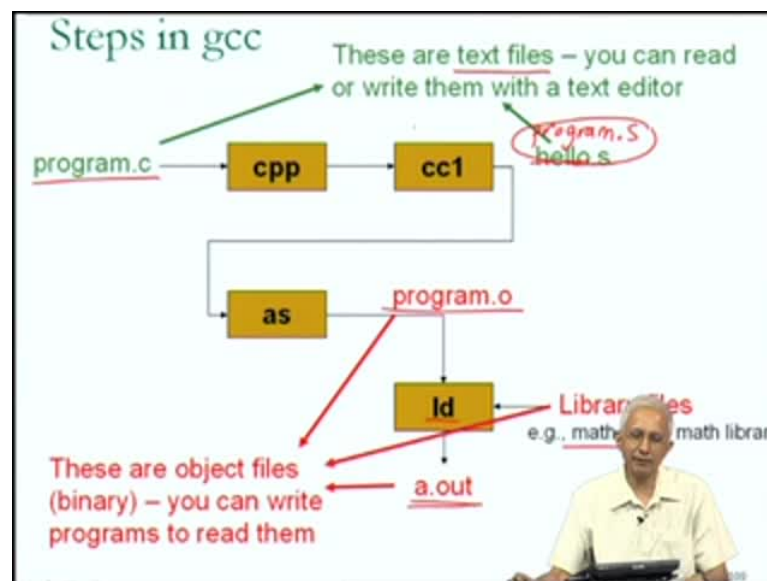 Steps in gcc
These are text files – you can read
or write them with a text editor
program.s
program.c
cpp
cc1
hello.s
as
program.o
ld
Library files
e.g., math math
These are object files
(binary) – you can write
programs to read them
a.out